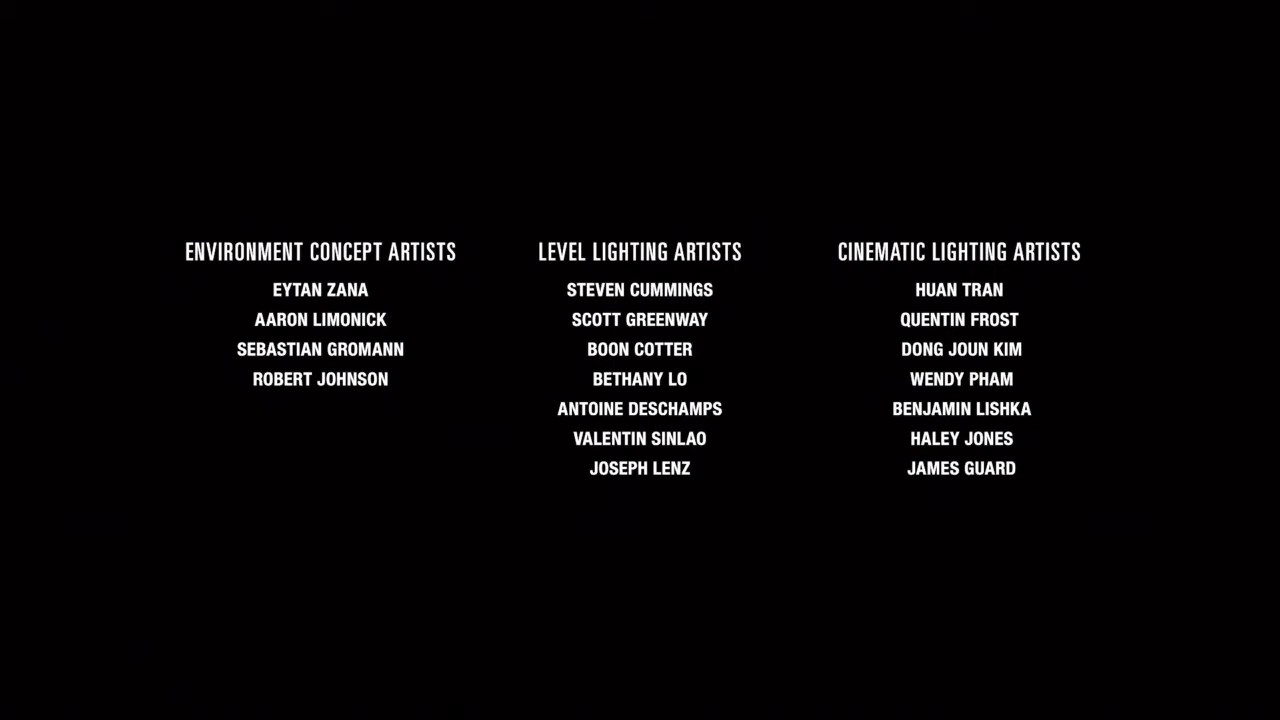 ENVIRONMENT CONCEPT ARTISTS
EYTAN ZANA
AARON LIMONICK
SEBASTIAN GROMANN
ROBERT JOHNSON
LEVEL LIGHTING ARTISTS
STEVEN CUMMINGS
SCOTT GREENWAY
BOON COTTER
BETHANY LO
ANTOINE DESCHAMPS
VALENTIN SINLAO
JOSEPH LENZ
CINEMATIC LIGHTING ARTISTS
HUAN TRAN
QUENTIN FROST
DONG JOUN KIM
WENDY PHAM
BENJAMIN LISHKA
HALEY JONES
JAMES GUARD